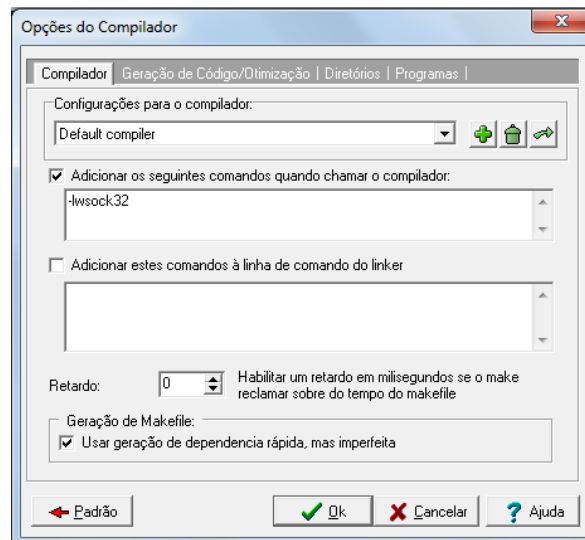 Opções do Compilador
Compilador | Geração de Código/Otimização | Diretórios | Programas |
Configurações para o compilador:
Default compiler
Adicionar os seguintes comandos quando chamar o compilador:
-lwsock32
Adicionar estes comandos à linha de comando do linker
Retardo: 0 Habilitar um retardo em milisegundos se o make
reclamar sobre do tempo do makefile
Geração de Makefile:
Usar geração de dependencia rápida, mas imperfeita
Padrão Ok Cancelar ? Ajuda